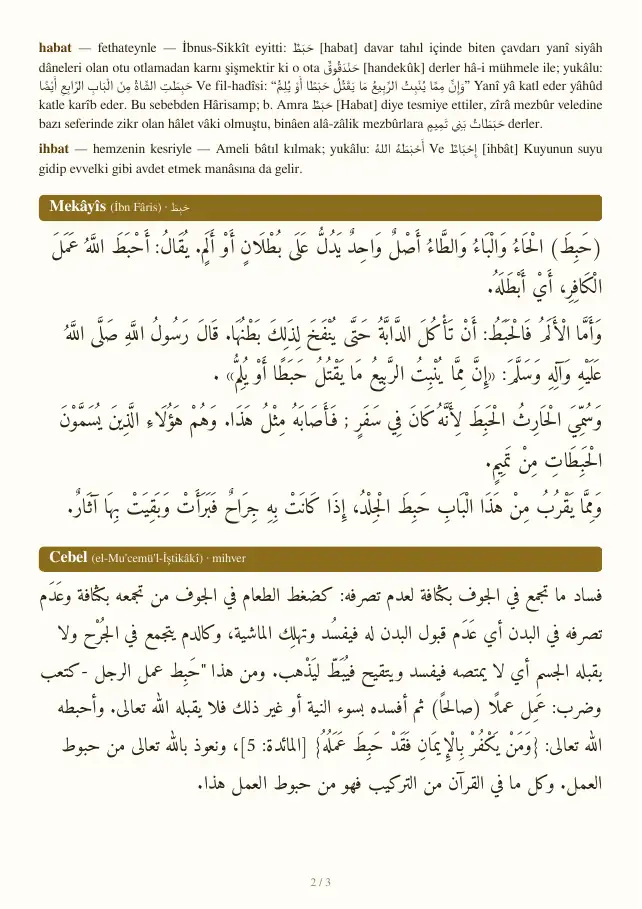 habat — fethateynle — İbnus-Sikkît eyitti: حَبَطٌ [habat] davar tahıl içinde biten çavdarı yanî siyâh
dâneleri olan otu otlamadan karnı şişmektir ki o ota حَنْدَقُوقٌ [handekûk] derler hâ-i mühmele ile; yukâlu:
حَبِطَتِ الشَّاةُ مِنَ الْبَابِ الرَّابِعِ أَيْضًا Ve fil-hadîsi: “وَإِنَّ مِمَّا يُنْبِتُ الرَّبِيعُ مَا يَقْتُلُ حَبَطًا أَوْ يُلِمُّ” Yanî yâ katl eder yâhûd
katle karîb eder. Bu sebebden Hârisamp; b. Amra حَبَطٌ [Habat] diye tesmiye ettiler, zîrâ mezbûr veledine
bazı seferinde zikr olan hâlet vâki olmuştu, binâen alâ-zâlik mezbûrlara حَبَطَاتُ بَنِي تَمِيمٍ derler.
ihbat — hemzenin kesriyle — Ameli bâtıl kılmak; yukâlu: أَحْبَطَهُ اللهُ Ve إِحْبَاطٌ [ihbât] Kuyunun suyu
gidip evvelki gibi avdet etmek manâsına da gelir.
Mekâyîs (İbn Fâris) · حَبِطَ
(حَبِطَ) الْحَاءُ وَالْبَاءُ وَالطَّاءُ أَصْلٌ وَاحِدٌ يَدُلُّ عَلَى بُطْلَانٍ أَوْ أَلَمٍ. يُقَالُ: أَحْبَطَ اللَّهُ عَمَلَ
الْكَافِرِ، أَيْ أَبْطَلَهُ.
وَأَمَّا الْأَلَمُ فَالْحَبَطُ: أَنْ تَأْكُلَ الدَّابَّةُ حَتَّى يُنْفَخَ لِذَلِكَ بَطْنُهَا. قَالَ رَسُولُ اللَّهِ صَلَّى اللَّهُ
عَلَيْهِ وَآلِهِ وَسَلَّمَ: «إِنَّ مِمَّا يُنْبِتُ الرَّبِيعُ مَا يَقْتُلُ حَبَطًا أَوْ يُلِمُّ» .
وَسُمِّيَ الْحَارِثُ الْحَبِطَ لِأَنَّهُ كَانَ فِي سَفَرٍ ; فَأَصَابَهُ مِثْلُ هَذَا. وَهُمْ هَؤُلَاءِ الَّذِينَ يُسَمَّوْنَ
الْحَبِطَاتِ مِنْ تَمِيمٍ.
وَمِمَّا يَقْرُبُ مِنْ هَذَا الْبَابِ حَبِطَ الْجِلْدُ، إِذَا كَانَتْ بِهِ جِرَاحٌ فَبَرَأَتْ وَبَقِيَتْ بِهَا آثَارٌ.
Cebel (el-Mu'cemü'l-İştikâkî) · mihver
فساد ما تجمع في الجوف بكثافة لعدم تصرفه: كضغط الطعام في الجوف من تجمعه بكثافة وعَدَم
تصرفه في البدن أي عَدَم قبول البدن له فيفسُد وتهلِك الماشية، وكالدم يتجمع في الجُرْح ولا
يقبله الجسم أي لا يمتصه فيفسد ويتقيح فيُبَطّ ليَذْهب. ومن هذا "حَبِط عمل الرجل -كتعب
وضرب: عَمِل عملًا (صالحًا) ثم أفسده بسوء النية أو غير ذلك فلا يقبله الله تعالى. وأحبطه
الله تعالى: {وَمَنْ يَكْفُرْ بِالْإِيمَانِ فَقَدْ حَبِطَ عَمَلُهُ} [المائدة: 5]، ونعوذ بالله تعالى من حبوط
العمل. وكل ما في القرآن من التركيب فهو من حبوط العمل هذا.
2 / 3